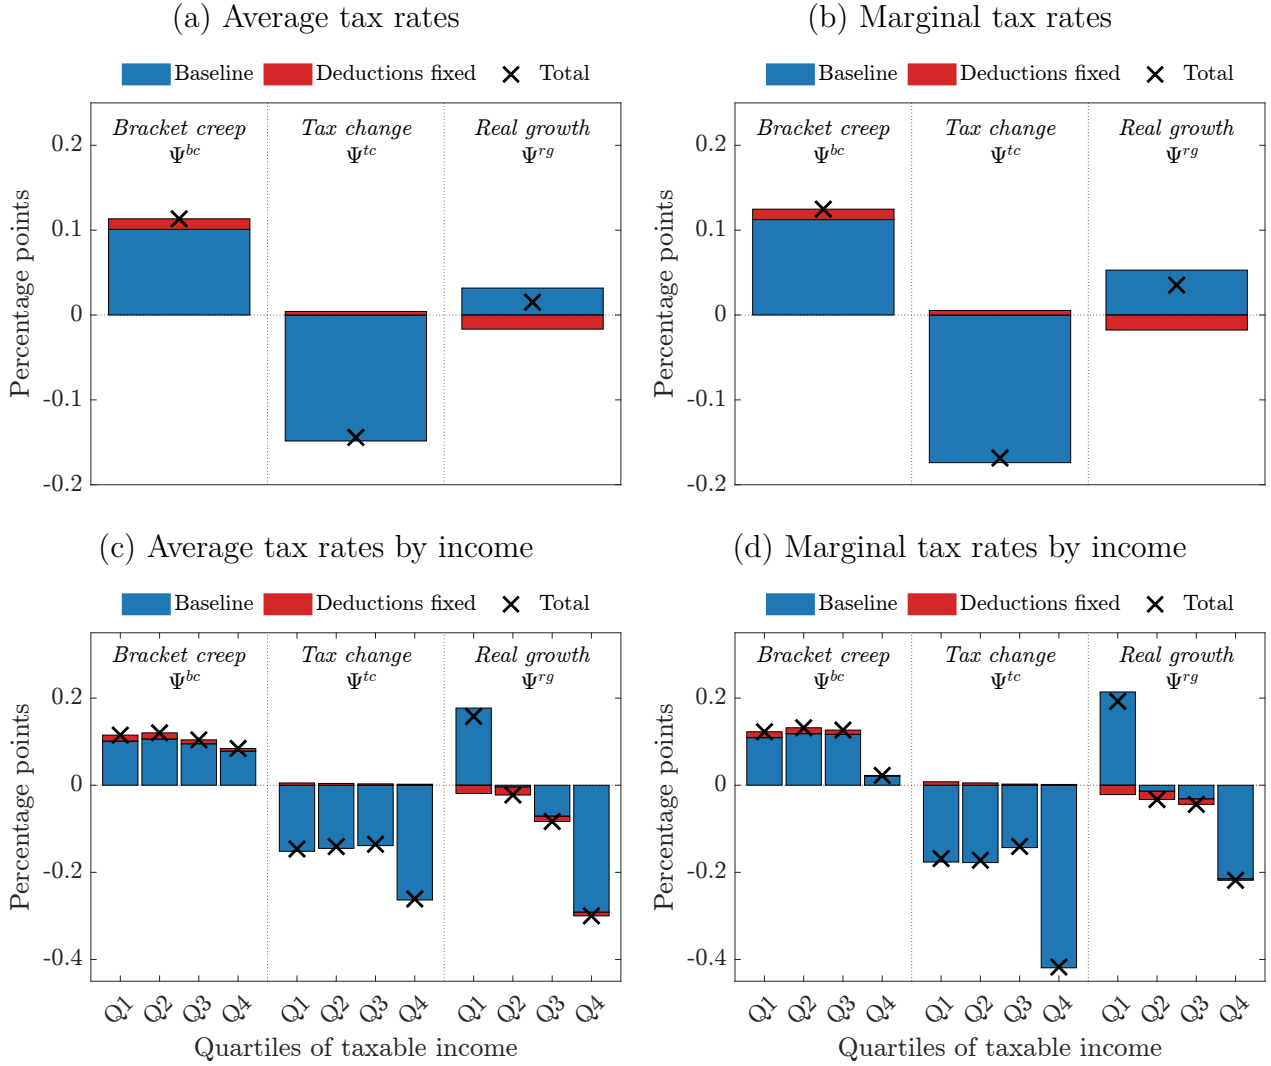 (a) Average tax rates
Baseline Deductions fixed Total
Percentage points
0.2
0.1
0
-0.1
-0.2
Bracket creep Tax change Real growth
Ψ^bc Ψ^tc Ψ^rg
(b) Marginal tax rates
Baseline Deductions fixed Total
Percentage points
0.2
0.1
0
-0.1
-0.2
Bracket creep Tax change Real growth
Ψ^bc Ψ^tc Ψ^rg
(c) Average tax rates by income
Baseline Deductions fixed Total
Percentage points
0.2
0
-0.2
-0.4
Bracket creep Tax change Real growth
Ψ^bc Ψ^tc Ψ^rg
Q1 Q2 Q3 Q4 Q1 Q2 Q3 Q4 Q1 Q2 Q3 Q4
Quartiles of taxable income
(d) Marginal tax rates by income
Baseline Deductions fixed Total
Percentage points
0.2
0
-0.2
-0.4
Bracket creep Tax change Real growth
Ψ^bc Ψ^tc Ψ^rg
Q1 Q2 Q3 Q4 Q1 Q2 Q3 Q4 Q1 Q2 Q3 Q4
Quartiles of taxable income